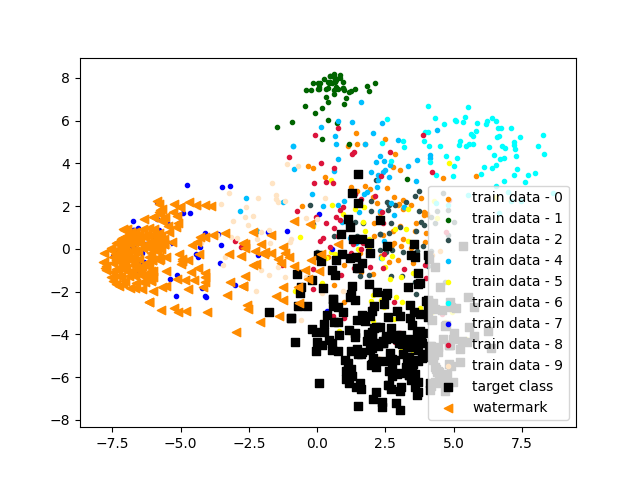 8
6
4
2
0
−2
−4
−6
−8
−7.5 −5.0 −2.5 0.0 2.5 5.0 7.5
train data - 0
train data - 1
train data - 2
train data - 4
train data - 5
train data - 6
train data - 7
train data - 8
train data - 9
target class
watermark